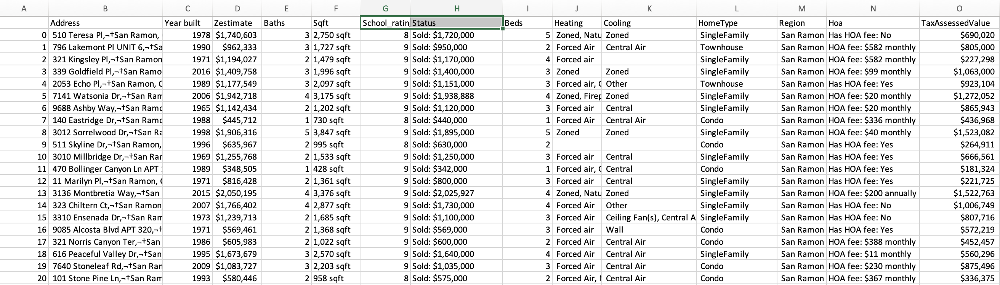 A B C D E F G H I J K L M N O
Address Year built Zestimate Baths Sqft School_ratin Status Beds Heating Cooling HomeType Region Hoa TaxAssessedValue
0 510 Teresa Pl,¬†San Ramon, 1978 $1,740,603 3 2,750 sqft 8 Sold: $1,720,000 5 Zoned, Natu Zoned SingleFamily San Ramon Has HOA fee: No $690,020
1 796 Lakemont Pl UNIT 6,¬†Sa 1990 $962,333 3 1,727 sqft 9 Sold: $950,000 2 Forced Air Central Air Townhouse San Ramon HOA fee: $582 monthly $805,000
2 321 Kingsley Pl,¬†San Ramon 1971 $1,194,027 2 1,479 sqft 9 Sold: $1,170,000 4 Forced air SingleFamily San Ramon HOA fee: $582 monthly $227,298
3 339 Goldfield Pl,¬†San Ramo 2016 $1,409,758 3 1,996 sqft 9 Sold: $1,400,000 3 Zoned Zoned SingleFamily San Ramon HOA fee: $99 monthly $1,063,000
4 2053 Echo Pl,¬†San Ramon, C 1989 $1,177,549 3 2,097 sqft 9 Sold: $1,151,000 3 Forced air, G Other Townhouse San Ramon Has HOA fee: Yes $923,104
5 7141 Watsonia Dr,¬†San Ram 2006 $1,942,718 4 3,175 sqft 9 Sold: $1,938,888 4 Zoned, Firep Zoned SingleFamily San Ramon HOA fee: $20 monthly $1,272,052
6 9688 Ashby Way,¬†San Ramo 1965 $1,142,434 2 1,202 sqft 9 Sold: $1,120,000 3 Forced air Central SingleFamily San Ramon HOA fee: $20 monthly $865,943
7 140 Eastridge Dr,¬†San Ramo 1988 $445,712 1 730 sqft 8 Sold: $440,000 1 Forced Air Central Air Condo San Ramon HOA fee: $336 monthly $436,968
8 3012 Sorrelwood Dr,¬†San Ra 1998 $1,906,316 5 3,847 sqft 9 Sold: $1,895,000 5 Zoned Zoned SingleFamily San Ramon HOA fee: $40 monthly $1,523,082
9 511 Skyline Dr,¬†San Ramon, 1996 $635,967 2 995 sqft 8 Sold: $630,000 2 Condo San Ramon Has HOA fee: Yes $264,911
10 3010 Millbridge Dr,¬†San Ram 1969 $1,255,768 2 1,533 sqft 9 Sold: $1,250,000 3 Forced air Central SingleFamily San Ramon Has HOA fee: Yes $666,561
11 470 Bollinger Canyon Ln APT 1989 $348,505 1 428 sqft 9 Sold: $342,000 1 Forced air, G Central Condo San Ramon Has HOA fee: Yes $181,324
12 11 Marilyn Pl,¬†San Ramon, C 1971 $816,428 2 1,361 sqft 9 Sold: $800,000 3 Forced air Central SingleFamily San Ramon Has HOA fee: Yes $221,725
13 3136 Montbretia Way,¬†San 2015 $2,050,195 4 3,376 sqft 9 Sold: $2,025,927 4 Zoned, Natu Zoned SingleFamily San Ramon HOA fee: $200 annually $1,522,763
14 323 Chiltern Ct,¬†San Ramon, 2007 $1,766,402 4 2,877 sqft 9 Sold: $1,730,000 4 Forced Air Other SingleFamily San Ramon Has HOA fee: No $1,006,749
15 3310 Ensenada Dr,¬†San Ram 1973 $1,239,713 2 1,685 sqft 9 Sold: $1,100,000 3 Forced Air Ceiling Fan(s), Central A SingleFamily San Ramon Has HOA fee: No $807,716
16 9085 Alcosta Blvd APT 320,¬† 1971 $569,461 2 1,368 sqft 9 Sold: $569,000 3 Forced air Wall Condo San Ramon Has HOA fee: Yes $572,219
17 321 Norris Canyon Ter,¬†San 1986 $605,983 2 1,022 sqft 9 Sold: $600,000 2 Forced Air Central Air Condo San Ramon HOA fee: $388 monthly $452,457
18 616 Peaceful Valley Dr,¬†San 1995 $1,673,679 3 2,570 sqft 9 Sold: $1,640,000 4 Forced Air Central Air SingleFamily San Ramon HOA fee: $11 monthly $560,296
19 7640 Stoneleaf Rd,¬†San Ram 2009 $1,083,727 3 2,203 sqft 9 Sold: $1,035,000 3 Forced Air Central Air Condo San Ramon HOA fee: $230 monthly $875,496
20 101 Stone Pine Ln,¬†San Ram 1993 $580,446 2 958 sqft 8 Sold: $575,000 2 Forced Air, N Central Air Condo San Ramon HOA fee: $367 monthly $336,375